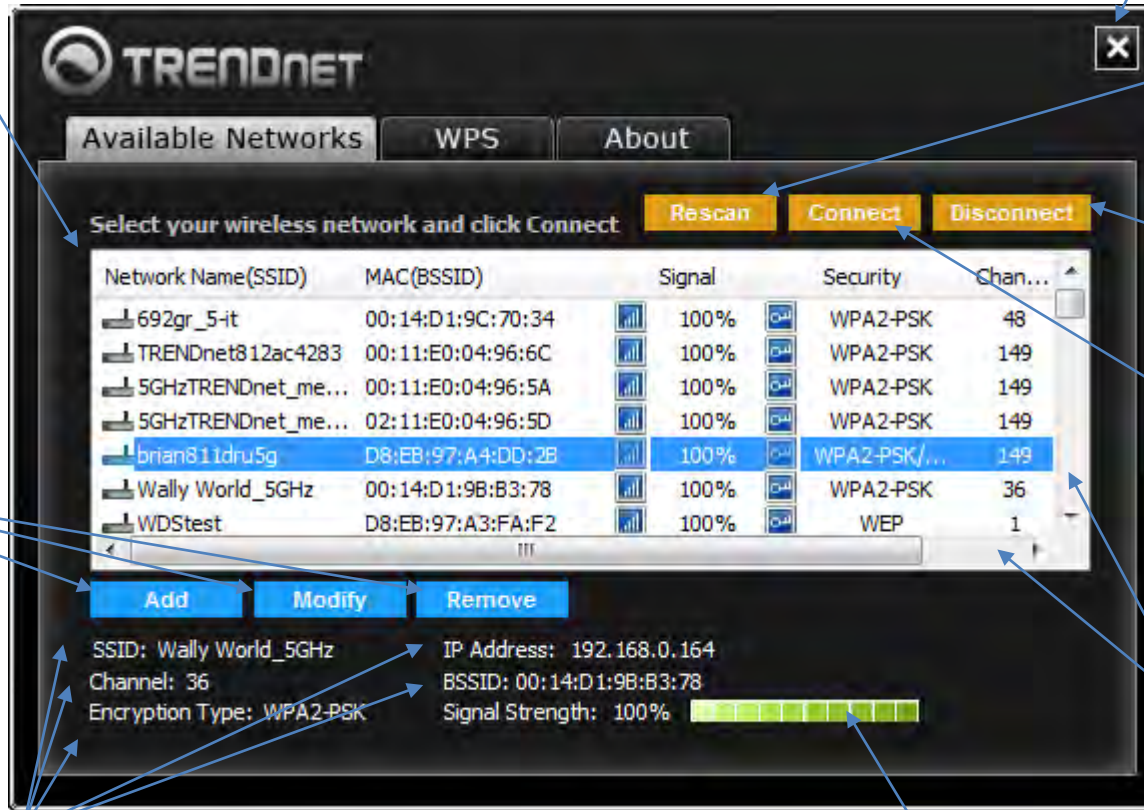 TRENDNET
Available Networks WPS About
Select your wireless network and click Connect Rescan Connect Disconnect
Network Name(SSID) MAC(BSSID) Signal Security Chan...
692gr_5-it 00:14:D1:9C:70:34 100% WPA2-PSK 48
TRENDnet812ac4283 00:11:E0:04:96:6C 100% WPA2-PSK 149
5GHzTRENDnet_me... 00:11:E0:04:96:5A 100% WPA2-PSK 149
5GHzTRENDnet_me... 02:11:E0:04:96:5D 100% WPA2-PSK 149
brian811dru5g D8:EB:97:A4:DD:2B 100% WPA2-PSK/... 149
Wally World_5GHz 00:14:D1:9B:B3:78 100% WPA2-PSK 36
WDStest D8:EB:97:A3:FA:F2 100% WEP 1
Add Modify Remove
SSID: Wally World_5GHz IP Address: 192.168.0.164
Channel: 36 BSSID: 00:14:D1:9B:B3:78
Encryption Type: WPA2-PSK Signal Strength: 100%